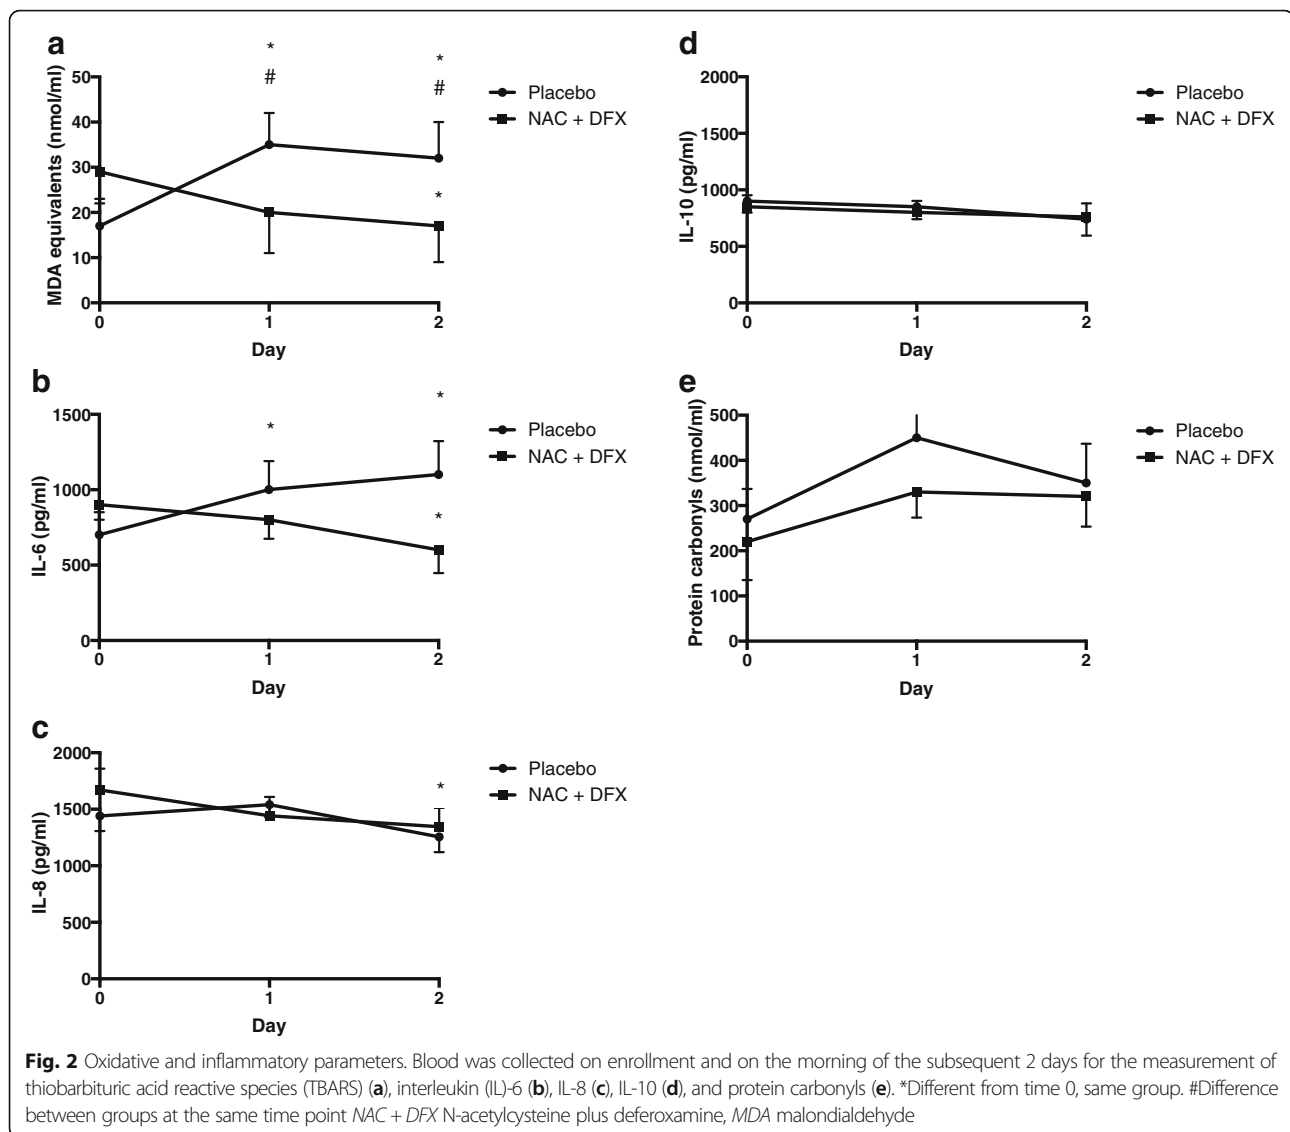 a
*
#
*
#
*
50
40
30
20
10
0
MDA equivalents (nmol/ml)
0 1 2
Day
Placebo
NAC + DFX
b
*
*
*
1500
1000
500
0
IL-6 (pg/ml)
0 1 2
Day
Placebo
NAC + DFX
c
*
2000
1500
1000
500
0
IL-8 (pg/ml)
0 1 2
Day
Placebo
NAC + DFX
d
2000
1500
1000
500
0
IL-10 (pg/ml)
0 1 2
Day
Placebo
NAC + DFX
e
500
400
300
200
100
0
Protein carbonyls (nmol/ml)
0 1 2
Day
Placebo
NAC + DFX
Fig. 2 Oxidative and inflammatory parameters. Blood was collected on enrollment and on the morning of the subsequent 2 days for the measurement of
thiobarbituric acid reactive species (TBARS) (a), interleukin (IL)-6 (b), IL-8 (c), IL-10 (d), and protein carbonyls (e). *Different from time 0, same group. #Difference
between groups at the same time point NAC + DFX N-acetylcysteine plus deferoxamine, MDA malondialdehyde